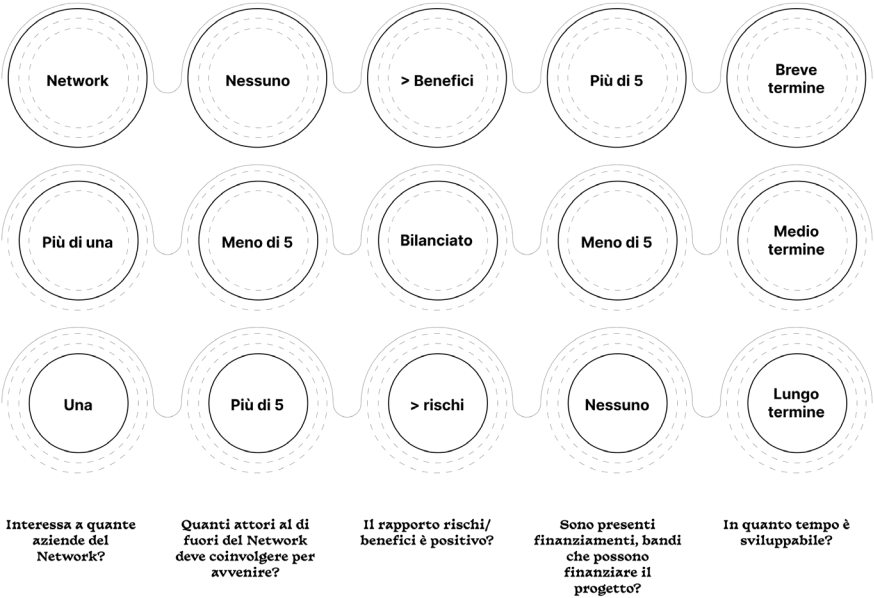 Network
Nessuno
> Benefici
Più di 5
Breve
termine
Più di una
Meno di 5
Bilanciato
Meno di 5
Medio
termine
Una
Più di 5
> rischi
Nessuno
Lungo
termine
Interessa a quante
aziende del
Network?
Quanti attori al di
fuori del Network
deve coinvolgere per
avvenire?
Il rapporto rischi/
benefici è positivo?
Sono presenti
finanziamenti, bandi
che possono
finanziare il
progetto?
In quanto tempo è
sviluppabile?